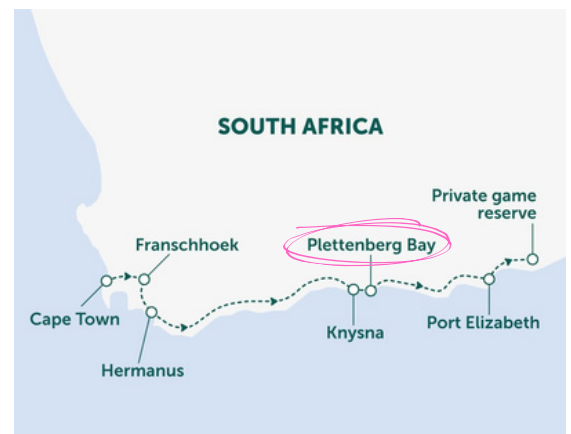 SOUTH AFRICA
Private game
reserve
Franschhoek
Plettenberg Bay
Cape Town
Knysna
Port Elizabeth
Hermanus